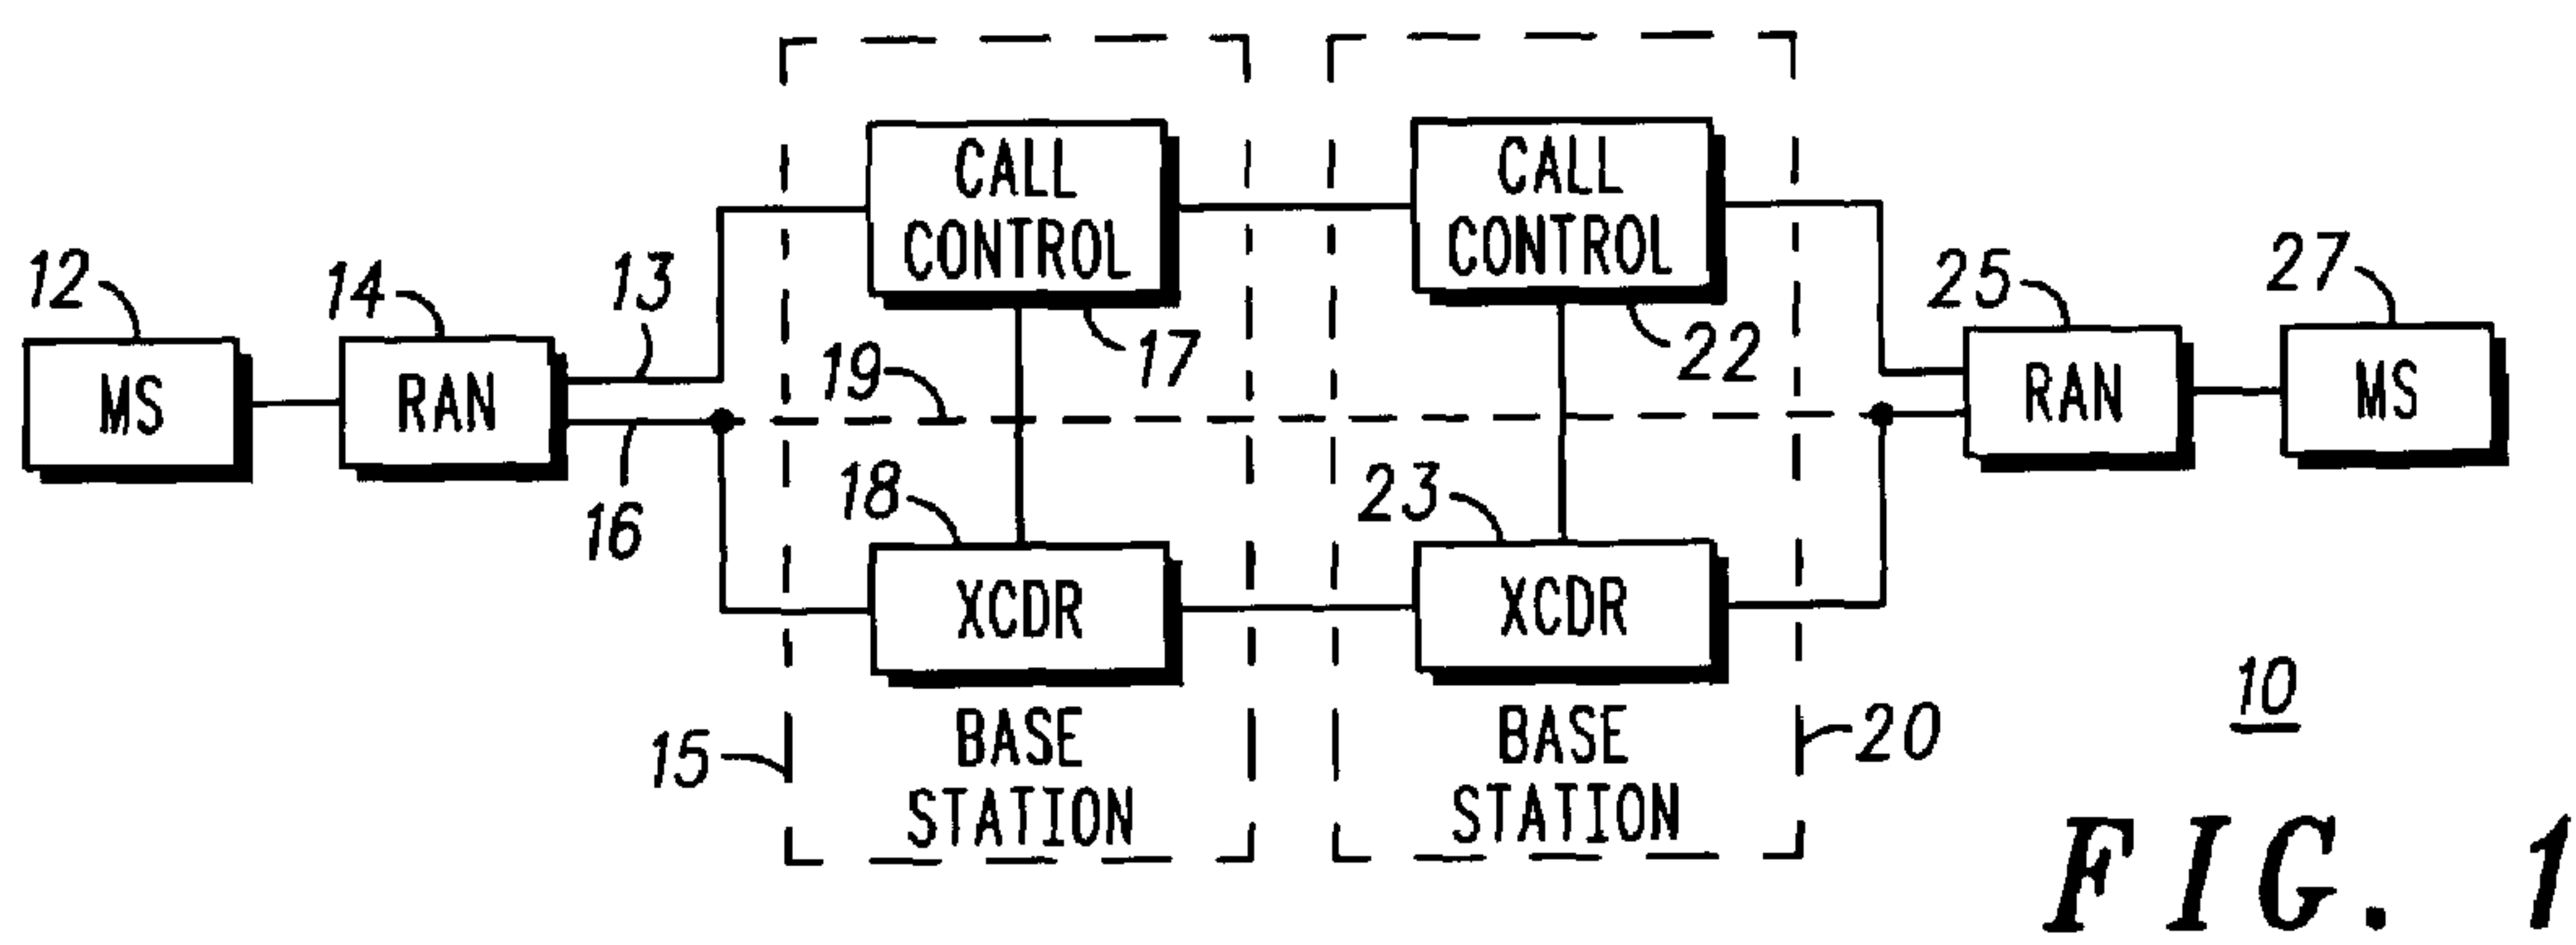 CALL
CONTROL
CALL
CONTROL
12
14
13
25
27
17
22
19
MS
RAN
RAN
MS
16
18
23
XCDR
XCDR
10
15
BASE
STATION
BASE
STATION
20
FIG. 1